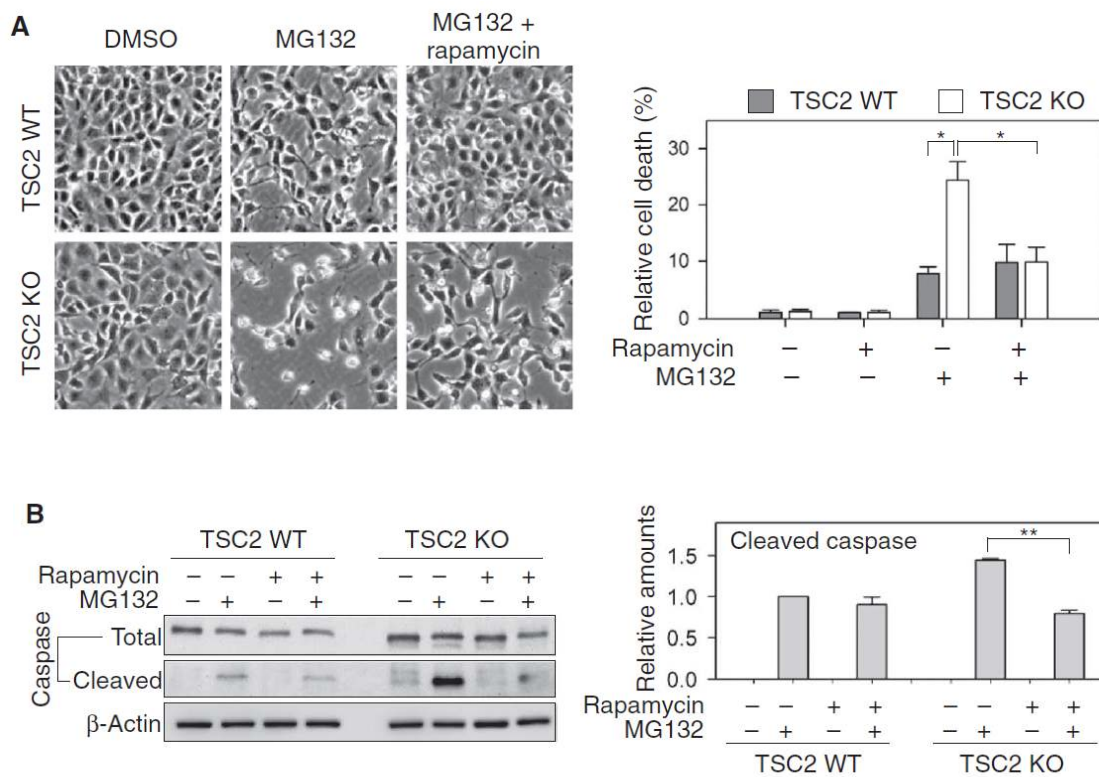 A
DMSO
MG132
MG132 +
rapamycin
TSC2 WT
TSC2 KO
TSC2 WT
TSC2 KO
Relative cell death (%)
30
20
10
0
*
*
Rapamycin − + − +
MG132 − − + +
B
TSC2 WT
TSC2 KO
Rapamycin − − + + − − + +
MG132 − + − + − + − +
Caspase
Total
Cleaved
β-Actin
Cleaved caspase
**
Relative amounts
1.5
1.0
0.5
0.0
Rapamycin − − + + − − + +
MG132 − + − + − + − +
TSC2 WT
TSC2 KO